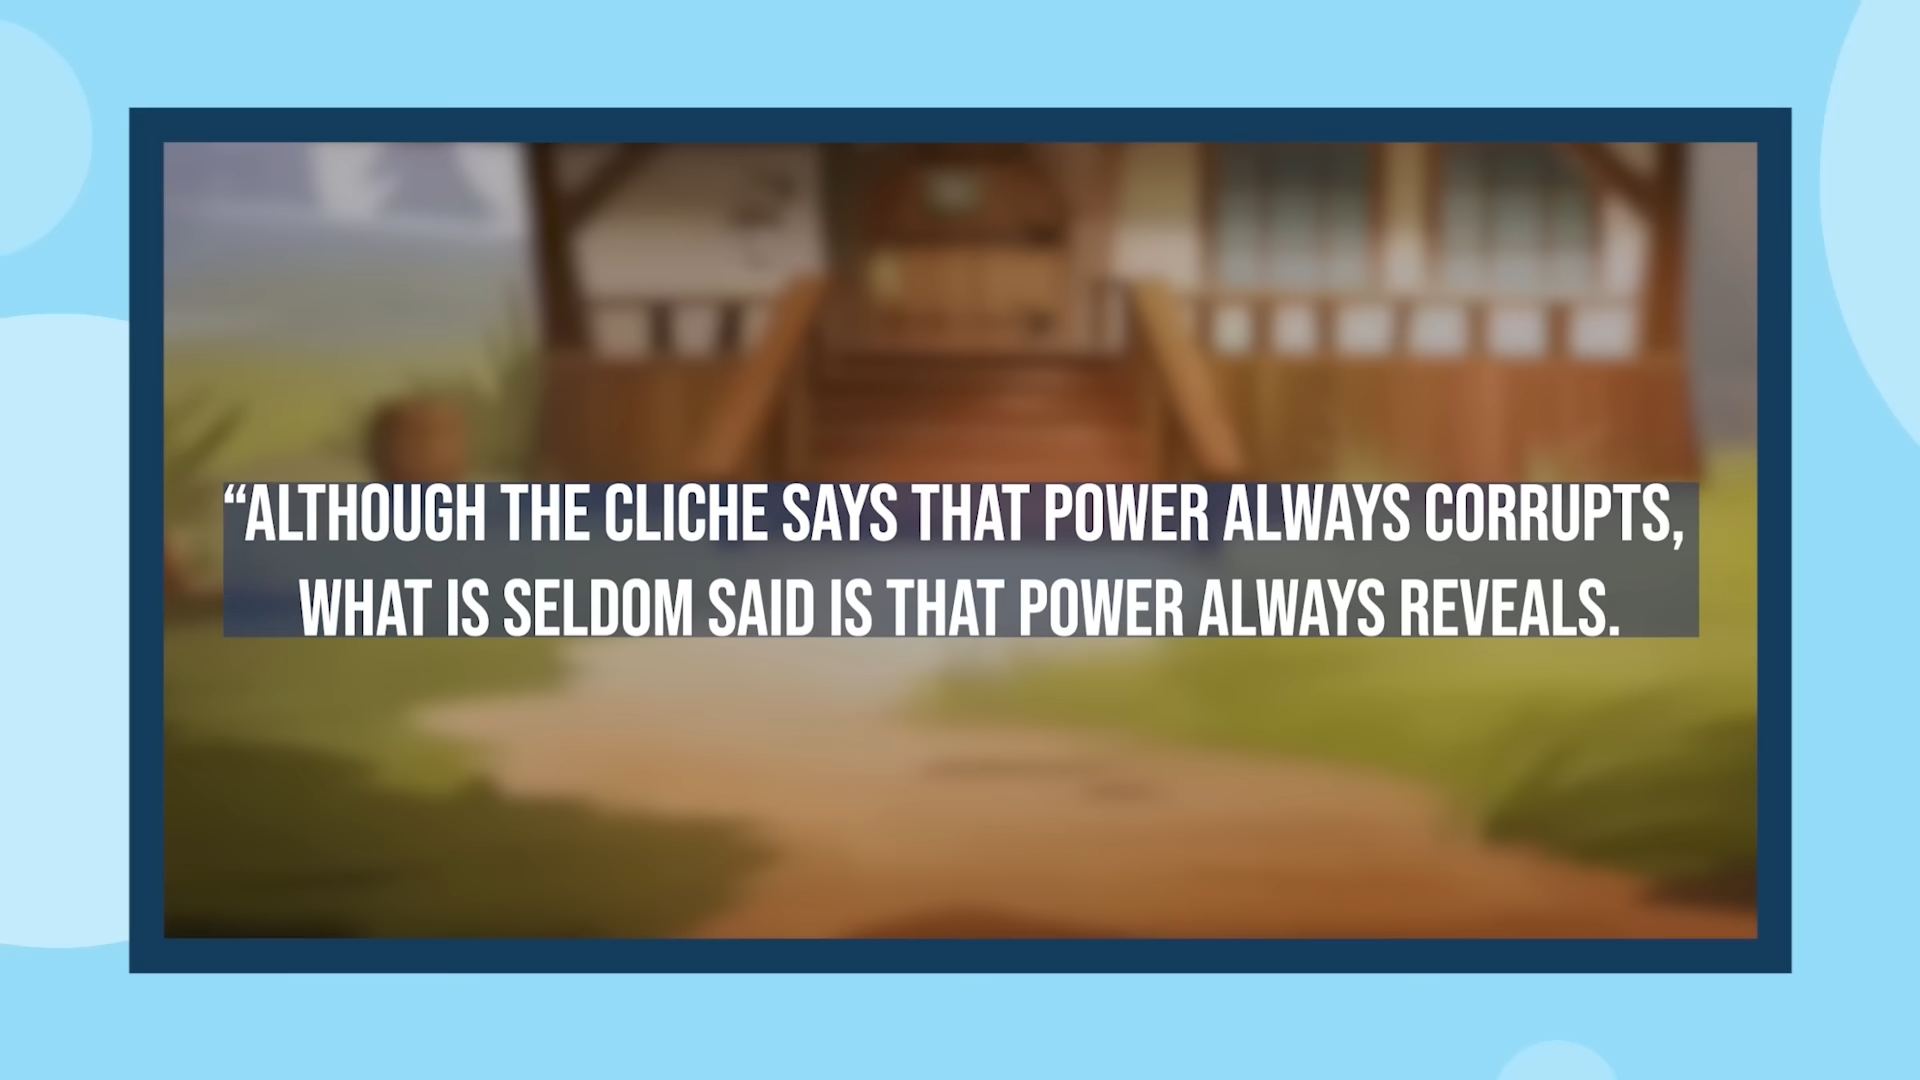 “ALTHOUGH THE CLICHE SAYS THAT POWER ALWAYS CORRUPTS,
WHAT IS SELDOM SAID IS THAT POWER ALWAYS REVEALS.